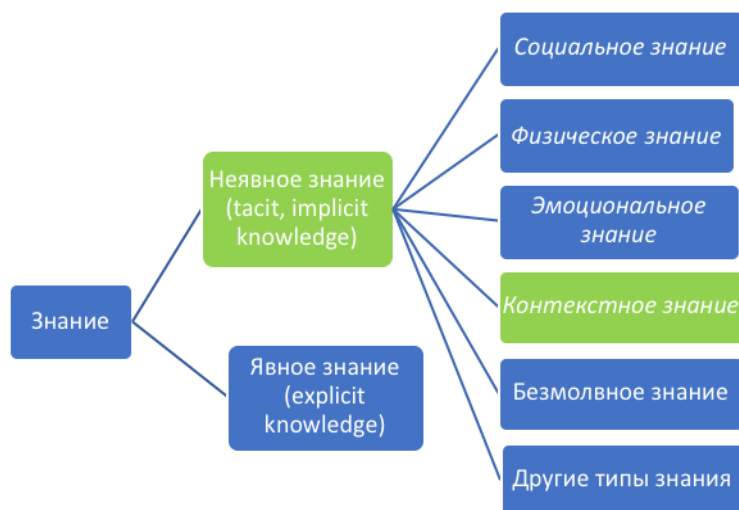 Знание
Неявное знание
(tacit, implicit
knowledge)
Явное знание
(explicit
knowledge)
Социальное знание
Физическое знание
Эмоциональное
знание
Контекстное знание
Безмолвное знание
Другие типы знания